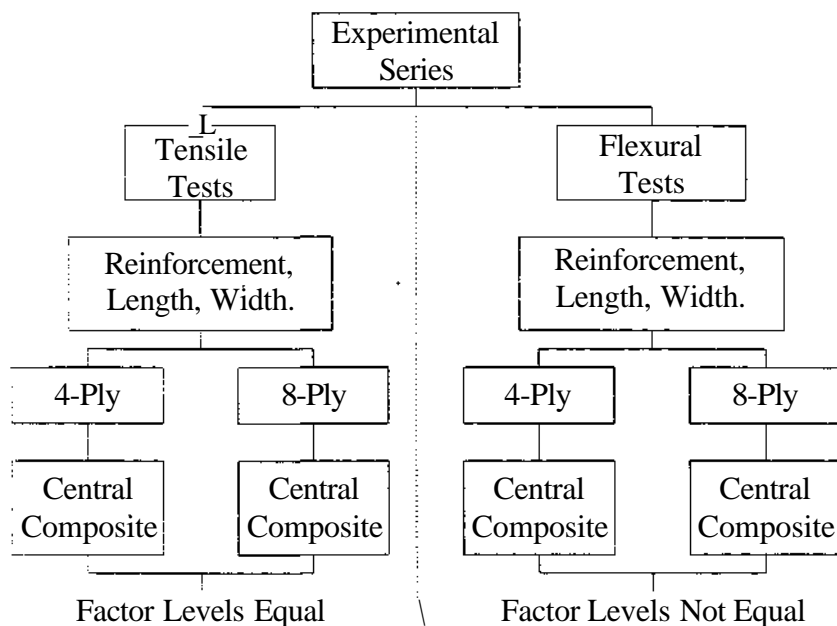 Experimental
Series
Tensile
Tests
Flexural
Tests
Reinforcement,
Length, Width.
Reinforcement,
Length, Width.
4-Ply
8-Ply
4-Ply
8-Ply
Central
Composite
Central
Composite
Central
Composite
Central
Composite
Factor Levels Equal
Factor Levels Not Equal